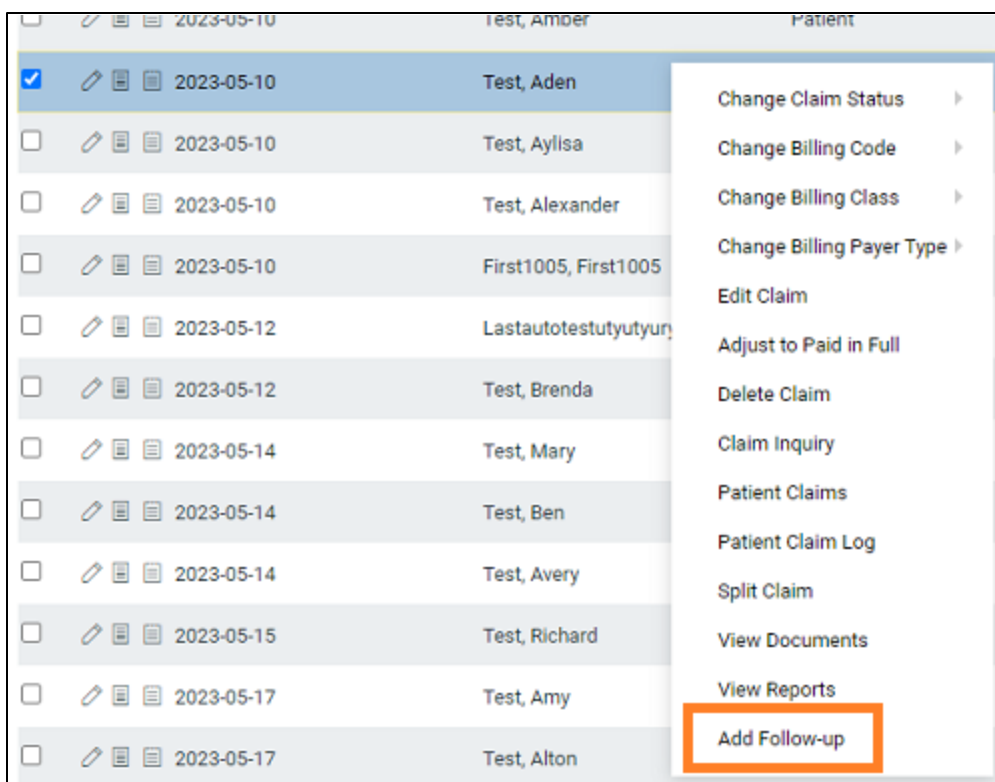 2023-05-10 Test, Amber Patient
2023-05-10 Test, Aden
2023-05-10 Test, Aylisa
2023-05-10 Test, Alexander
2023-05-10 First1005, First1005
2023-05-12 Lastautotestutyutyury
2023-05-12 Test, Brenda
2023-05-14 Test, Mary
2023-05-14 Test, Ben
2023-05-14 Test, Avery
2023-05-15 Test, Richard
2023-05-17 Test, Amy
2023-05-17 Test, Alton
Change Claim Status
Change Billing Code
Change Billing Class
Change Billing Payer Type
Edit Claim
Adjust to Paid in Full
Delete Claim
Claim Inquiry
Patient Claims
Patient Claim Log
Split Claim
View Documents
View Reports
Add Follow-up